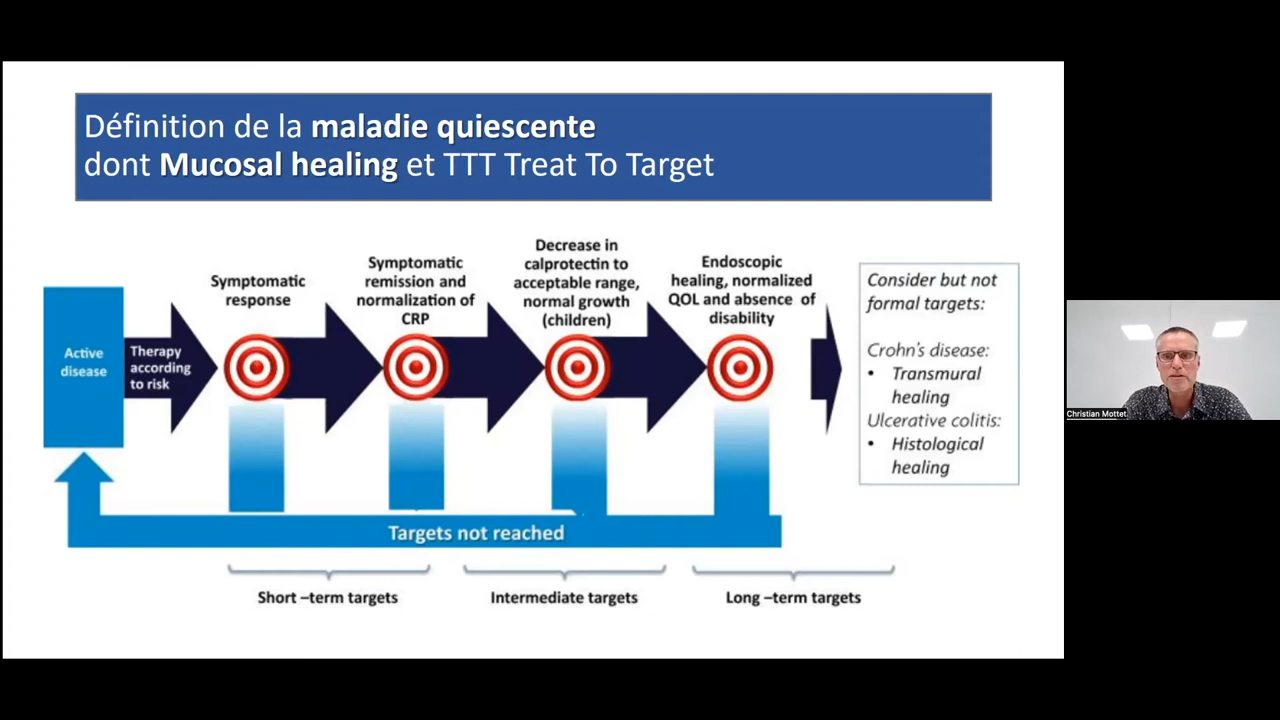 Définition de la maladie quiescente
dont Mucosal healing et TTT Treat To Target
Active
disease
Therapy
according
to risk
Symptomatic
response
Symptomatic
remission and
normalization of
CRP
Decrease in
calprotectin to
acceptable range,
normal growth
(children)
Endoscopic
healing, normalized
QOL and absence of
disability
Consider but not
formal targets:
Crohn's disease:
• Transmural
healing
Ulcerative colitis:
• Histological
healing
Targets not reached
Short –term targets
Intermediate targets
Long –term targets
Christian Mottet